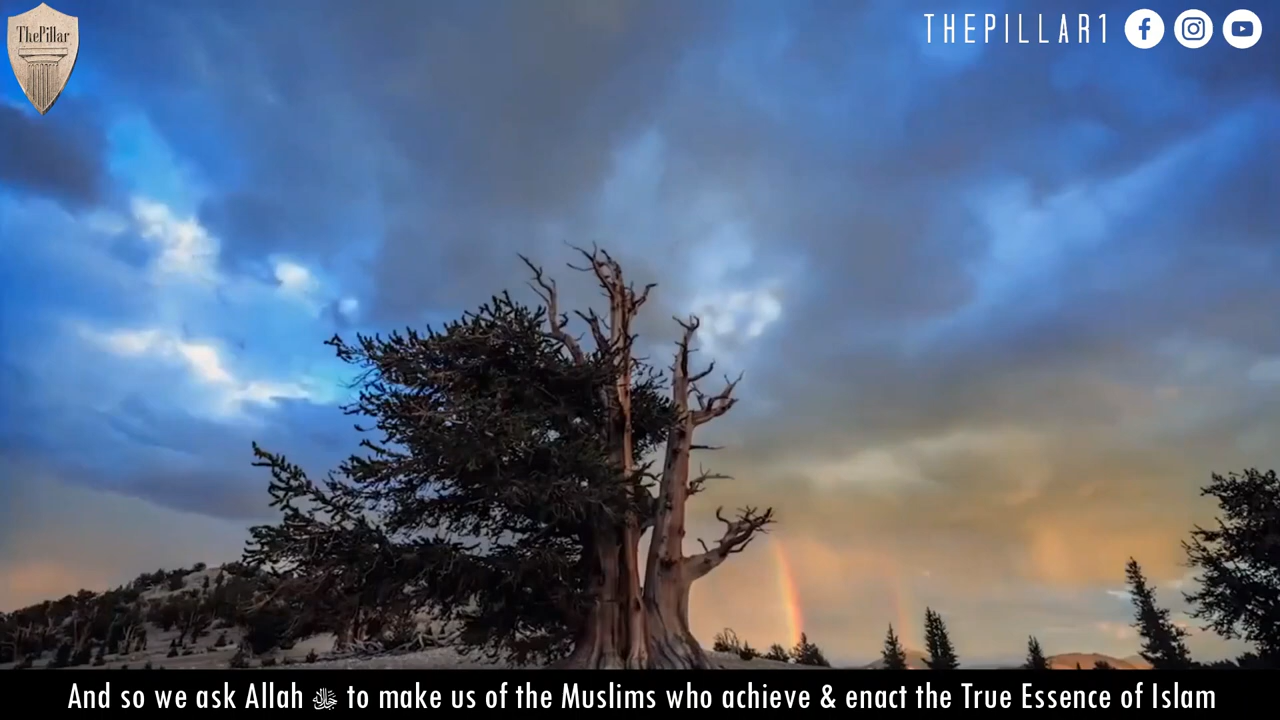 ThePillar
THEPILLAR1
And so we ask Allah ﷻ to make us of the Muslims who achieve & enact the True Essence of Islam